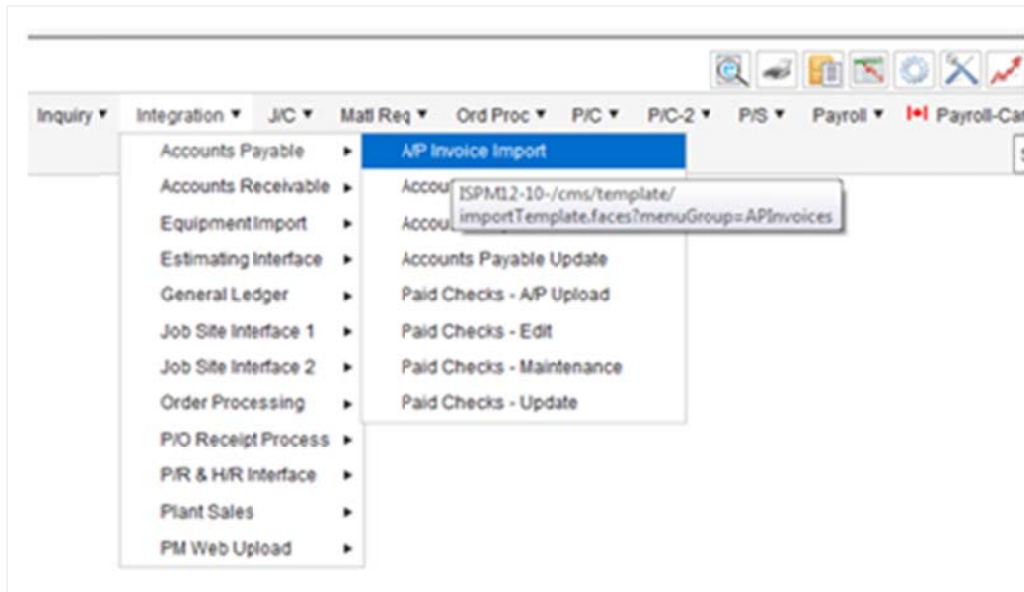 Inquiry ▼ Integration ▼ J/C ▼ Matl Req ▼ Ord Proc ▼ P/C ▼ P/C-2 ▼ P/S ▼ Payroll ▼ Payroll-Can
Accounts Payable ►
Accounts Receivable ►
EquipmentImport ►
Estimating Interface ►
General Ledger ►
Job Site Interface 1 ►
Job Site Interface 2 ►
Order Processing ►
P/O Receipt Process ►
P/R & H/R Interface ►
Plant Sales ►
PM Web Upload ►
A/P Invoice Import
ISPM12-10-/cms/template/
importTemplate.faces?menuGroup=APInvoices
Accounts Payable Update
Paid Checks - A/P Upload
Paid Checks - Edit
Paid Checks - Maintenance
Paid Checks - Update